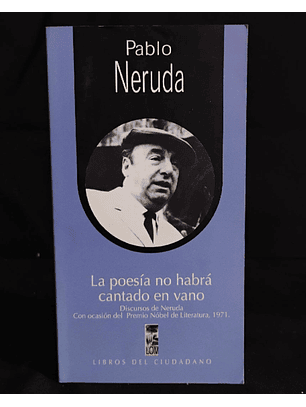 Pablo
Neruda
La poesía no habrá
cantado en vano
Discursos de Neruda
Con ocasión del Premio Nóbel de Literatura, 1971.
LOM
LIBROS DEL CIUDADANO